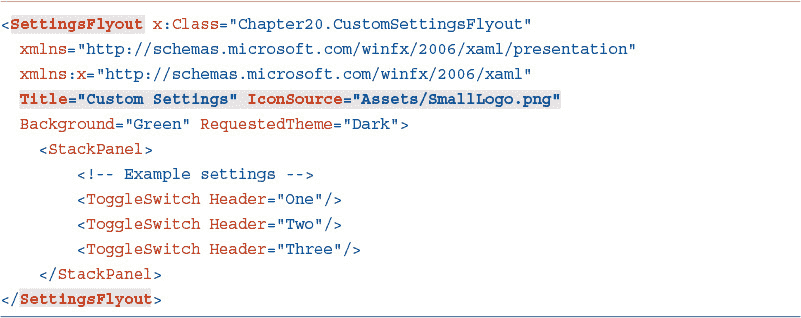 <SettingsFlyout x:Class="Chapter20.CustomSettingsFlyout"
  xmlns="http://schemas.microsoft.com/winfx/2006/xaml/presentation"
  xmlns:x="http://schemas.microsoft.com/winfx/2006/xaml"
  Title="Custom Settings" IconSource="Assets/SmallLogo.png"
  Background="Green" RequestedTheme="Dark">
    <StackPanel>
        <!-- Example settings -->
        <ToggleSwitch Header="One"/>
        <ToggleSwitch Header="Two"/>
        <ToggleSwitch Header="Three"/>
    </StackPanel>
</SettingsFlyout>